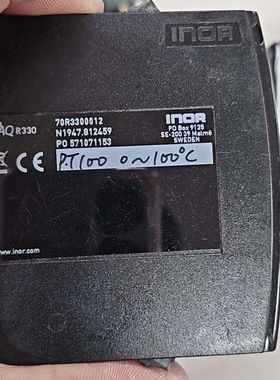 INOR
AQ R330
70R3300012
N1947.812459
PO 571071153
INOR
PO Box 9125
SE-200 39 Malmö
SWEDEN
CE
PT100 0~100°C
w.inor.com